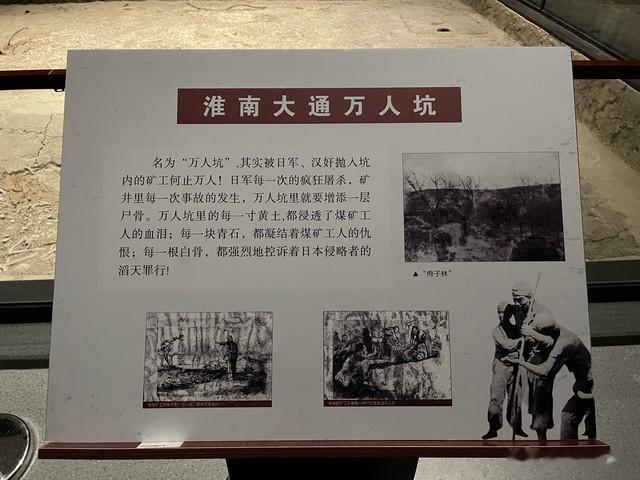 淮南大通万人坑
名为“万人坑”,其实被日军、汉奸抛入坑
内的矿工何止万人！日军每一次的疯狂屠杀，矿
井里每一次事故的发生，万人坑里就要增添一层
尸骨。万人坑里的每一寸黄土,都浸透了煤矿工
人的血泪；每一块青石，都凝结着煤矿工人的仇
恨；每一根白骨，都强烈地控诉着日本侵略者的
滔天罪行!
▲“侉子林”